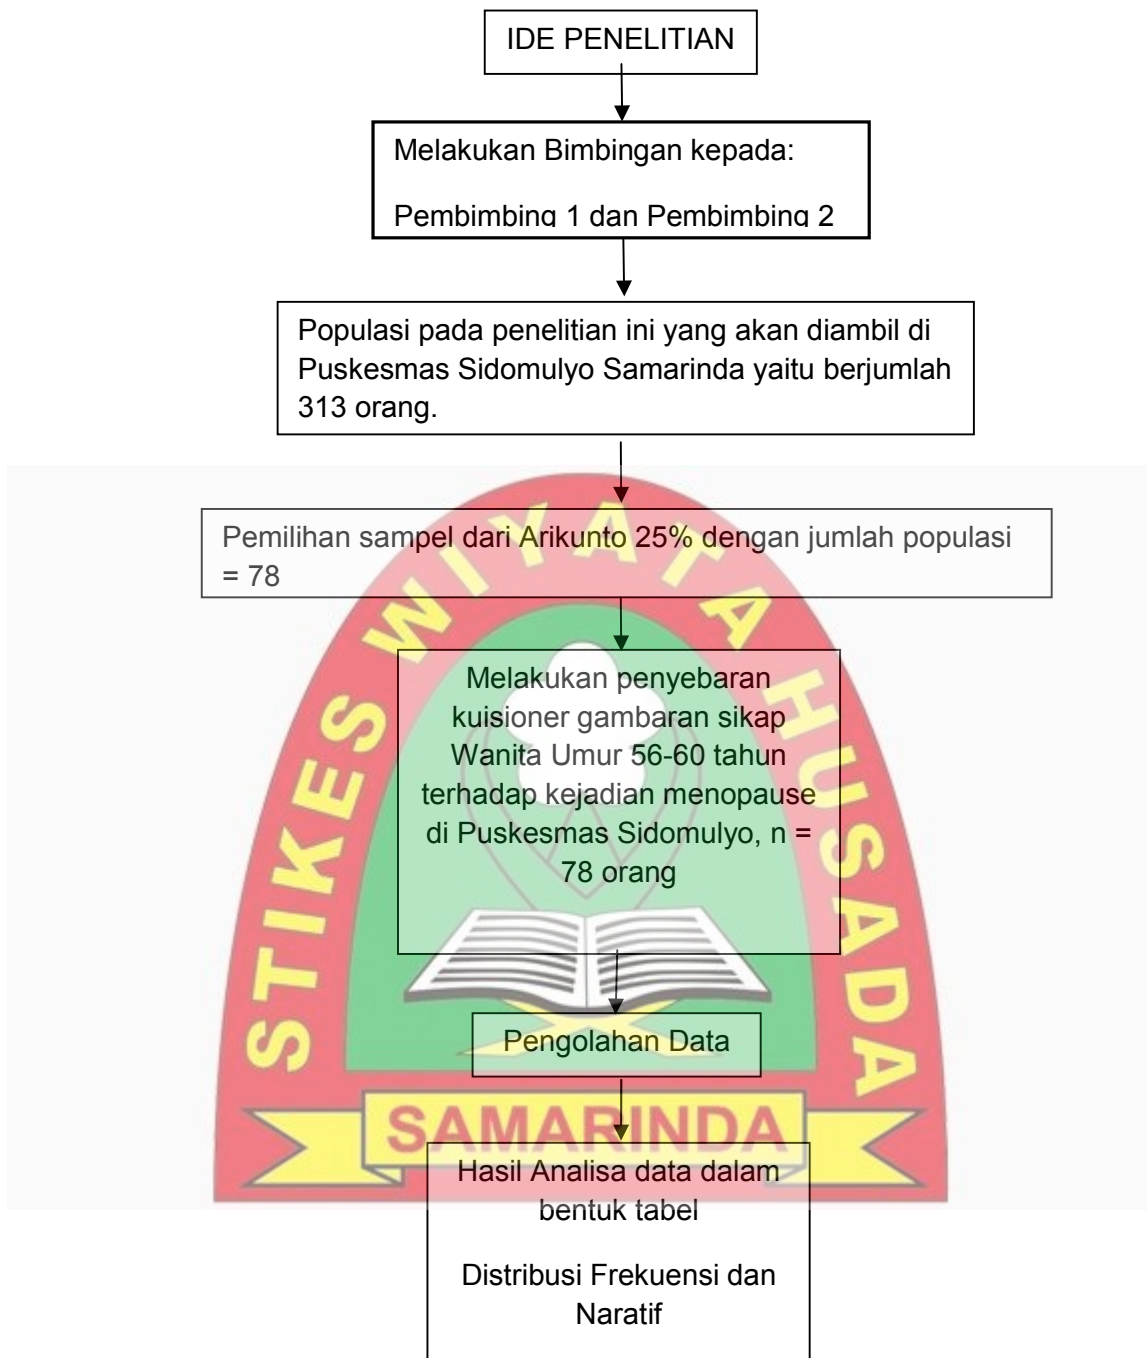 IDE PENELITIAN
Melakukan Bimbingan kepada:
Pembimbing 1 dan Pembimbing 2
Populasi pada penelitian ini yang akan diambil di
Puskesmas Sidomulyo Samarinda yaitu berjumlah
313 orang.
Pemilihan sampel dari Arikunto 25% dengan jumlah populasi
= 78
Melakukan penyebaran
kuisioner gambaran sikap
Wanita Umur 56-60 tahun
terhadap kejadian menopause
di Puskesmas Sidomulyo, n =
78 orang
Pengolahan Data
Hasil Analisa data dalam
bentuk tabel
Distribusi Frekuensi dan
Naratif
STIKES WIYATA HUSADA
SAMARINDA